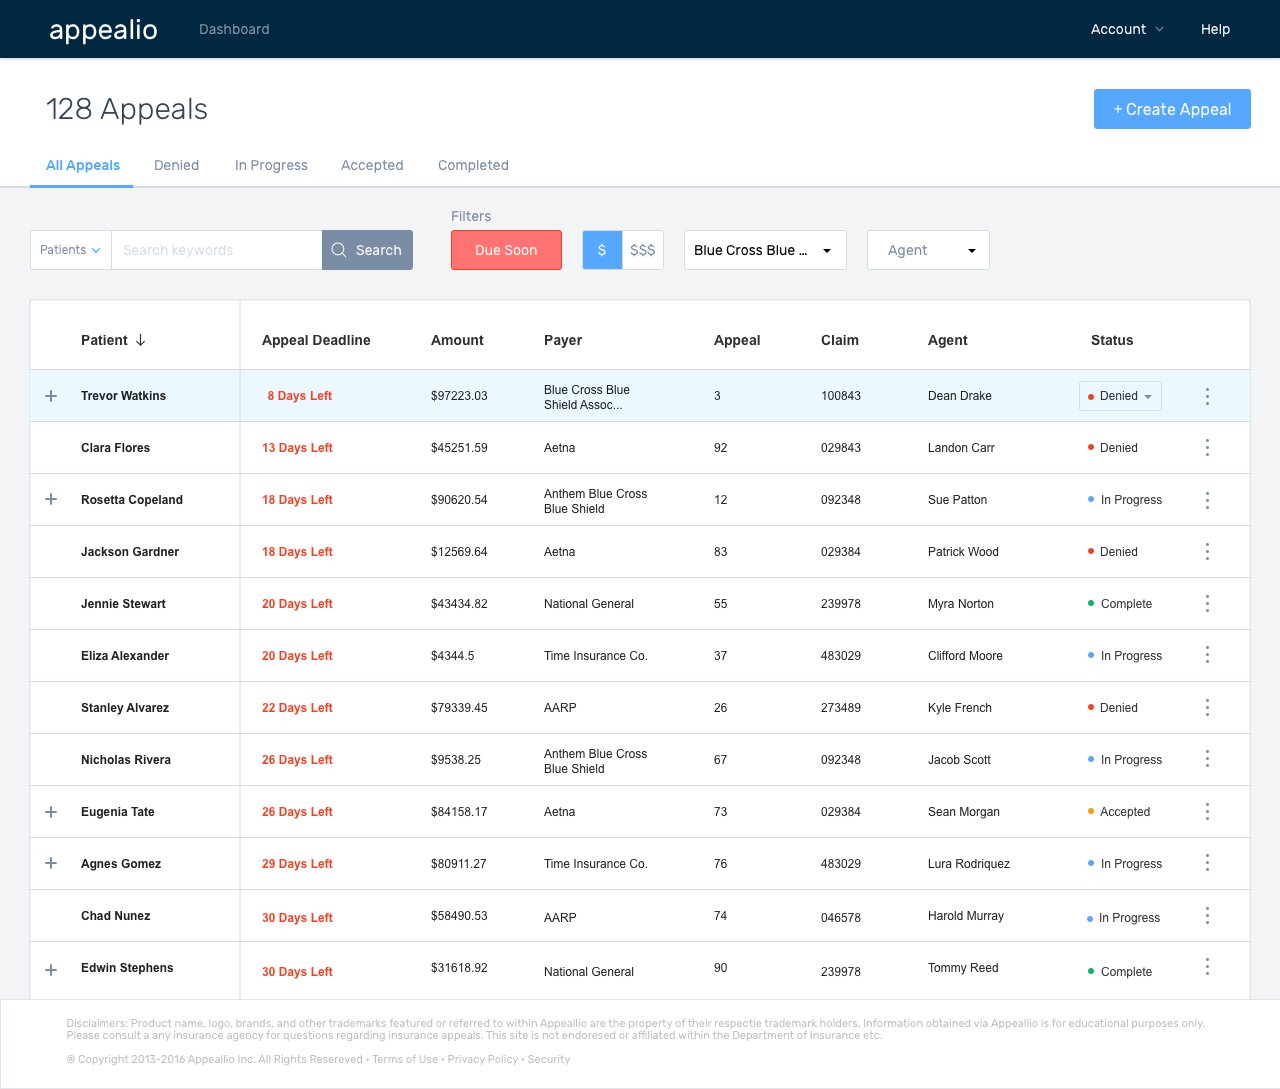 appealio Dashboard Account Help
128 Appeals + Create Appeal
All Appeals Denied In Progress Accepted Completed
Filters
Patients Search keywords Search Due Soon $ $$$ Blue Cross Blue ... Agent
Patient ↓ Appeal Deadline Amount Payer Appeal Claim Agent Status
+ Trevor Watkins 8 Days Left $97223.03 Blue Cross Blue Shield Assoc... 3 100843 Dean Drake Denied
Clara Flores 13 Days Left $45251.59 Aetna 92 029843 Landon Carr Denied
+ Rosetta Copeland 18 Days Left $90620.54 Anthem Blue Cross Blue Shield 12 092348 Sue Patton In Progress
Jackson Gardner 18 Days Left $12569.64 Aetna 83 029384 Patrick Wood Denied
Jennie Stewart 20 Days Left $43434.82 National General 55 239978 Myra Norton Complete
Eliza Alexander 20 Days Left $4344.5 Time Insurance Co. 37 483029 Clifford Moore In Progress
Stanley Alvarez 22 Days Left $79339.45 AARP 26 273489 Kyle French Denied
Nicholas Rivera 26 Days Left $9538.25 Anthem Blue Cross Blue Shield 67 092348 Jacob Scott In Progress
+ Eugenia Tate 26 Days Left $84158.17 Aetna 73 029384 Sean Morgan Accepted
+ Agnes Gomez 29 Days Left $80911.27 Time Insurance Co. 76 483029 Lura Rodriquez In Progress
Chad Nunez 30 Days Left $58490.53 AARP 74 046578 Harold Murray In Progress
+ Edwin Stephens 30 Days Left $31618.92 National General 90 239978 Tommy Reed Complete
Disclaimers: Product name, logo, brands, and other trademarks featured or referred to within Appeallio are the property of their respectie trademark holders. Information obtained via Appeallio is for educational purposes only.
Please consult a any insurance agency for questions regarding insurance appeals. This site is not endoresed or affiliated within the Department of Insurance etc.
® Copyright 2013-2016 Appeallio Inc. All Rights Resereved • Terms of Use • Privacy Policy • Security